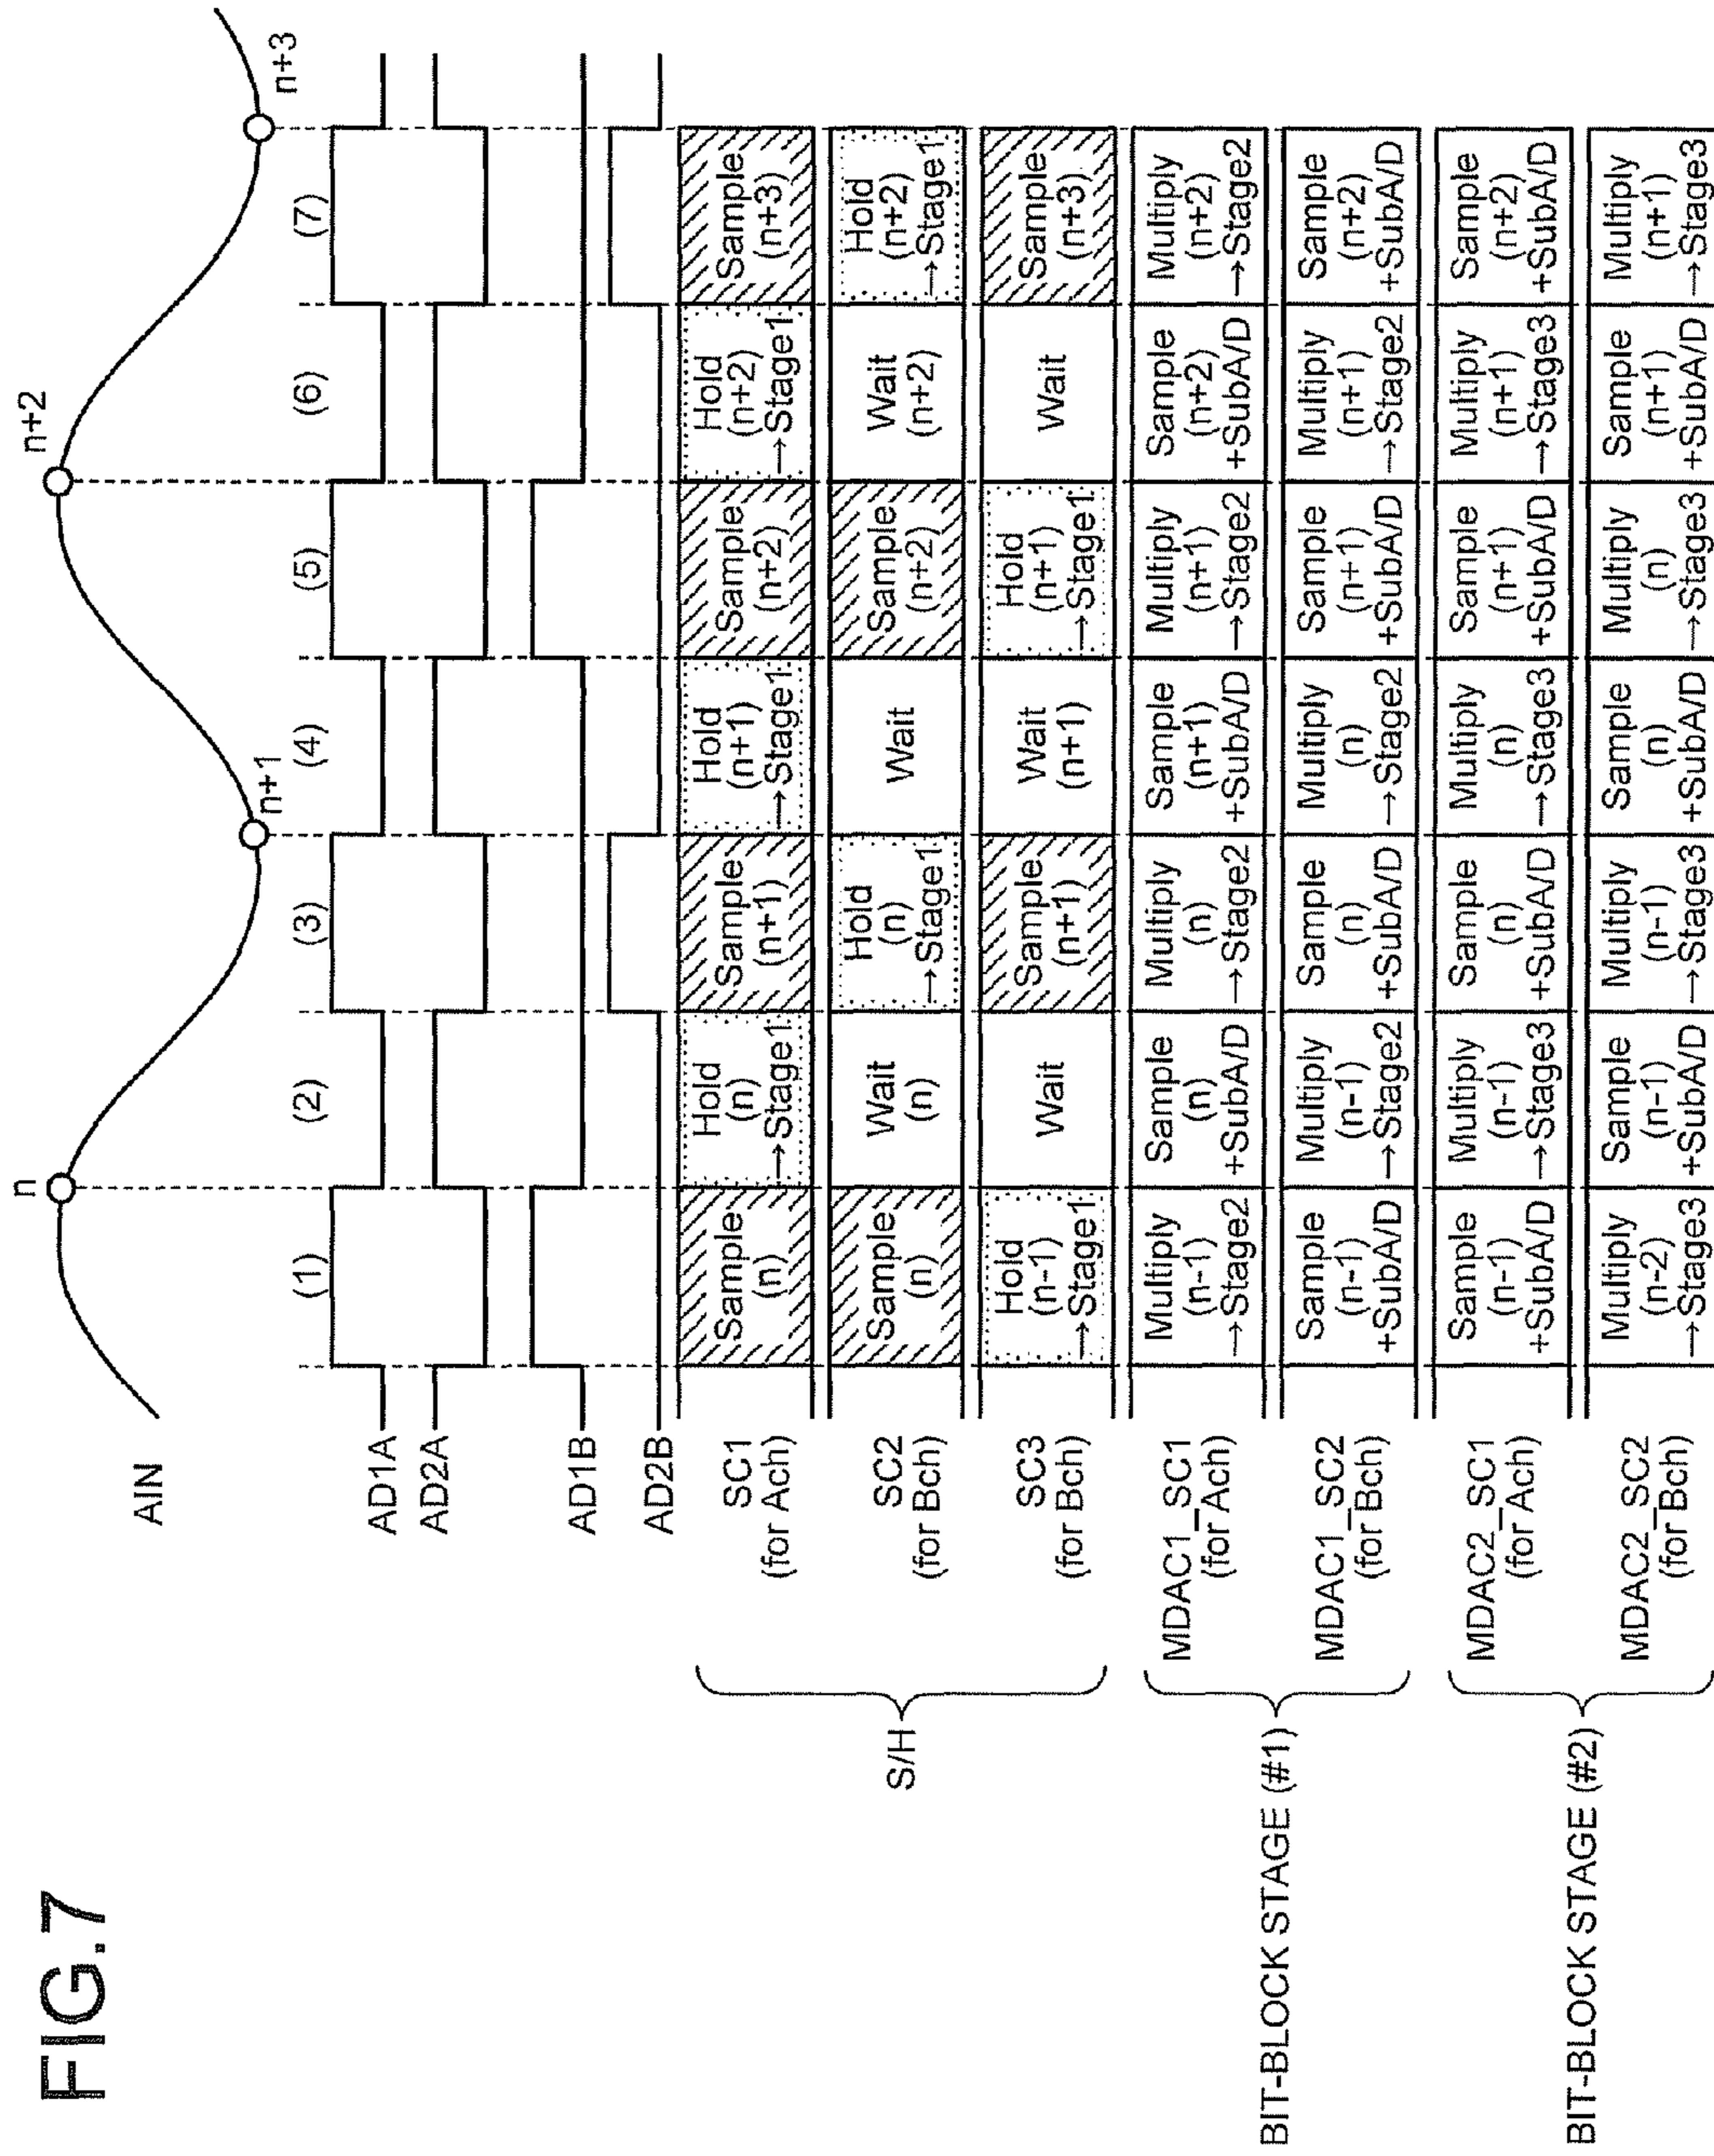 FIG.7
n
n+1
n+2
n+3
AIN
(1)
(2)
(3)
(4)
(5)
(6)
(7)
AD1A
AD2A
AD1B
AD2B
S/H
SC1
(for Ach)
Sample
(n)
Hold
(n)
→Stage1
Sample
(n+1)
Hold
(n+1)
→Stage1
Sample
(n+2)
Hold
(n+2)
→Stage1
Sample
(n+3)
SC2
(for Bch)
Sample
(n)
Wait
(n)
Hold
(n)
→Stage1
Wait
Sample
(n+2)
Wait
(n+2)
Hold
(n+2)
→Stage1
SC3
(for Bch)
Hold
(n-1)
→Stage1
Wait
Sample
(n+1)
Wait
(n+1)
Hold
(n+1)
→Stage1
Wait
Sample
(n+3)
BIT-BLOCK STAGE (#1)
MDAC1_SC1
(for Ach)
Multiply
(n-1)
→Stage2
Sample
(n)
+SubA/D
Multiply
(n)
→Stage2
Sample
(n+1)
+SubA/D
Multiply
(n+1)
→Stage2
Sample
(n+2)
+SubA/D
Multiply
(n+2)
→Stage2
MDAC1_SC2
(for Bch)
Sample
(n-1)
+SubA/D
Multiply
(n-1)
→Stage2
Sample
(n)
+SubA/D
Multiply
(n)
→Stage2
Sample
(n+1)
+SubA/D
Multiply
(n+1)
→Stage2
Sample
(n+2)
+SubA/D
BIT-BLOCK STAGE (#2)
MDAC2_SC1
(for Ach)
Sample
(n-1)
+SubA/D
Multiply
(n-1)
→Stage3
Sample
(n)
+SubA/D
Multiply
(n)
→Stage3
Sample
(n+1)
+SubA/D
Multiply
(n+1)
→Stage3
Sample
(n+2)
+SubA/D
MDAC2_SC2
(for Bch)
Multiply
(n-2)
→Stage3
Sample
(n-1)
+SubA/D
Multiply
(n-1)
→Stage3
Sample
(n)
+SubA/D
Multiply
(n)
→Stage3
Sample
(n+1)
+SubA/D
Multiply
(n+1)
→Stage3